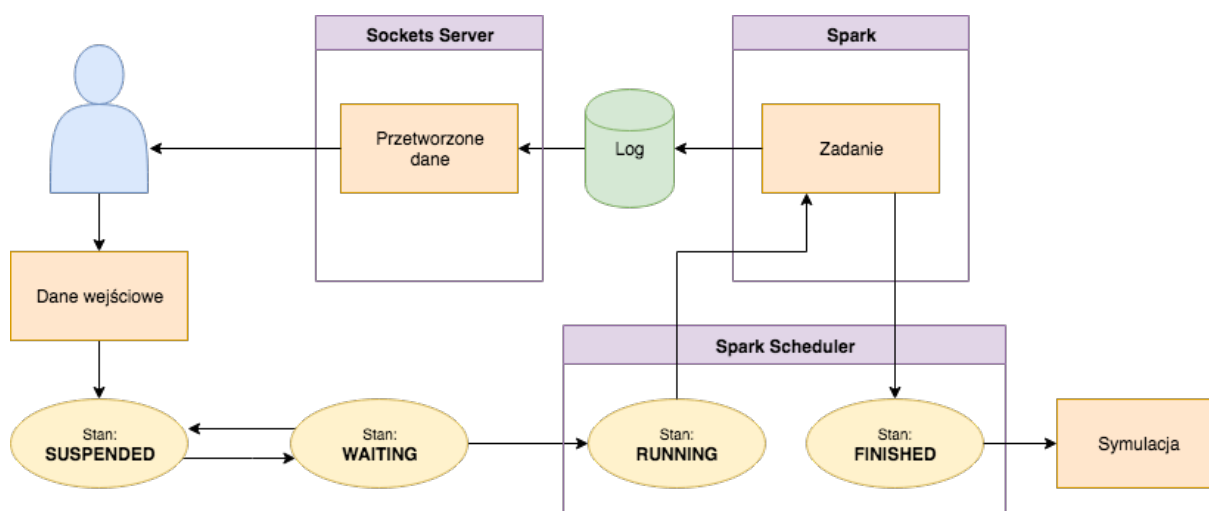 Sockets Server
Spark
Przetworzone
dane
Log
Zadanie
Dane wejściowe
Spark Scheduler
Stan:
SUSPENDED
Stan:
WAITING
Stan:
RUNNING
Stan:
FINISHED
Symulacja